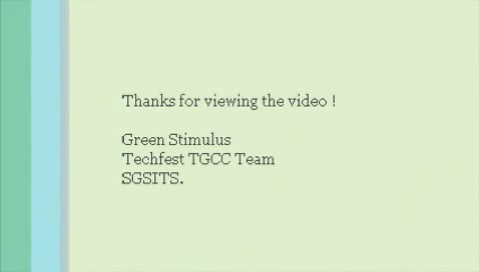 Thanks for viewing the video !
Green Stimulus
Techfest TGCC Team
SGSITS.